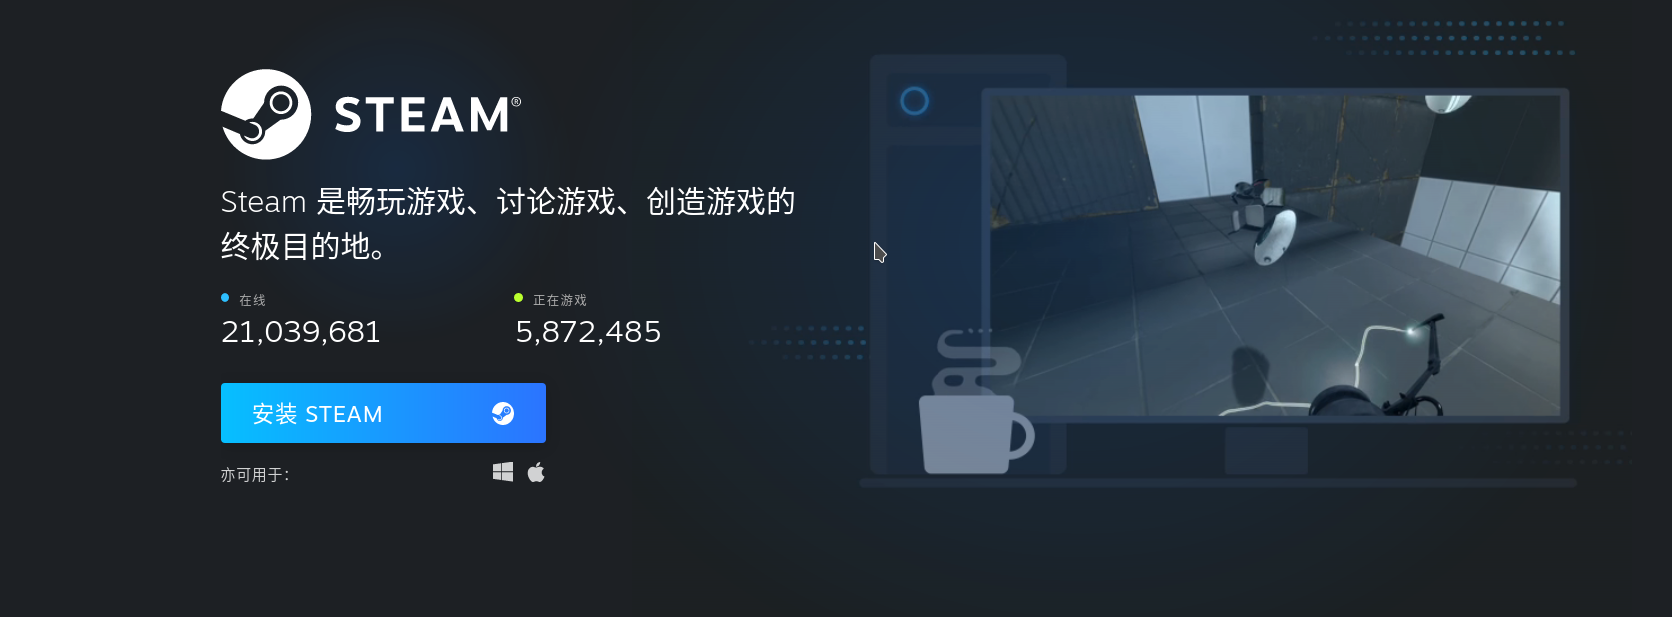 STEAM®
Steam 是畅玩游戏、讨论游戏、创造游戏的
终极目的地。
在线
正在游戏
21,039,681
5,872,485
安装 STEAM
亦可用于：